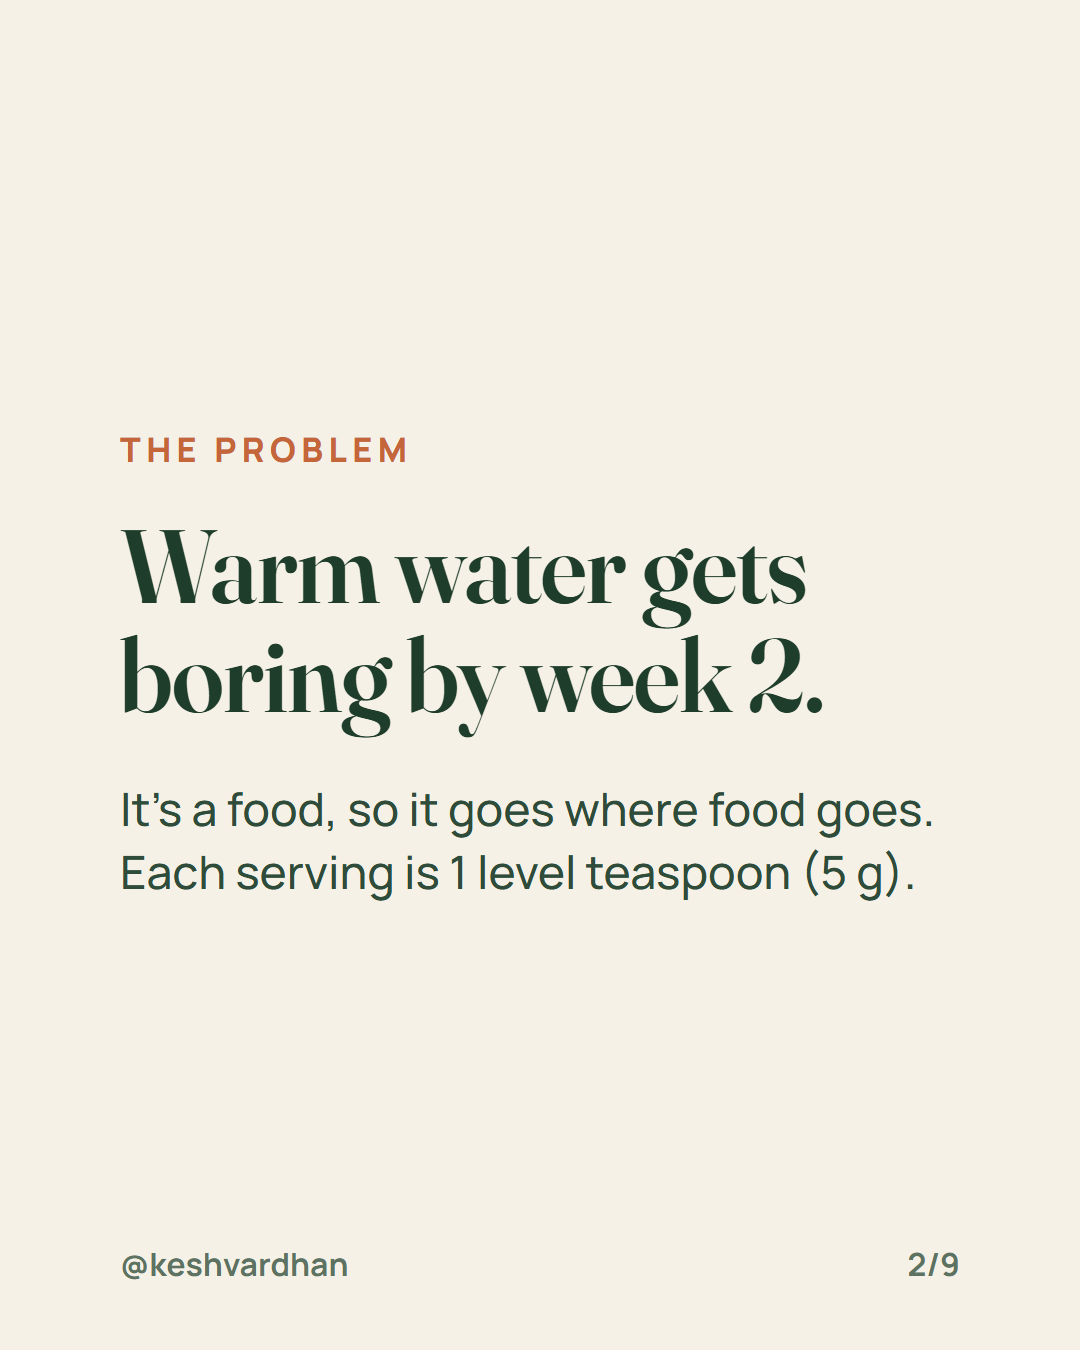 THE PROBLEM
Warm water gets
boring by week 2.
It’s a food, so it goes where food goes.
Each serving is 1 level teaspoon (5 g).
@keshvardhan
2/9